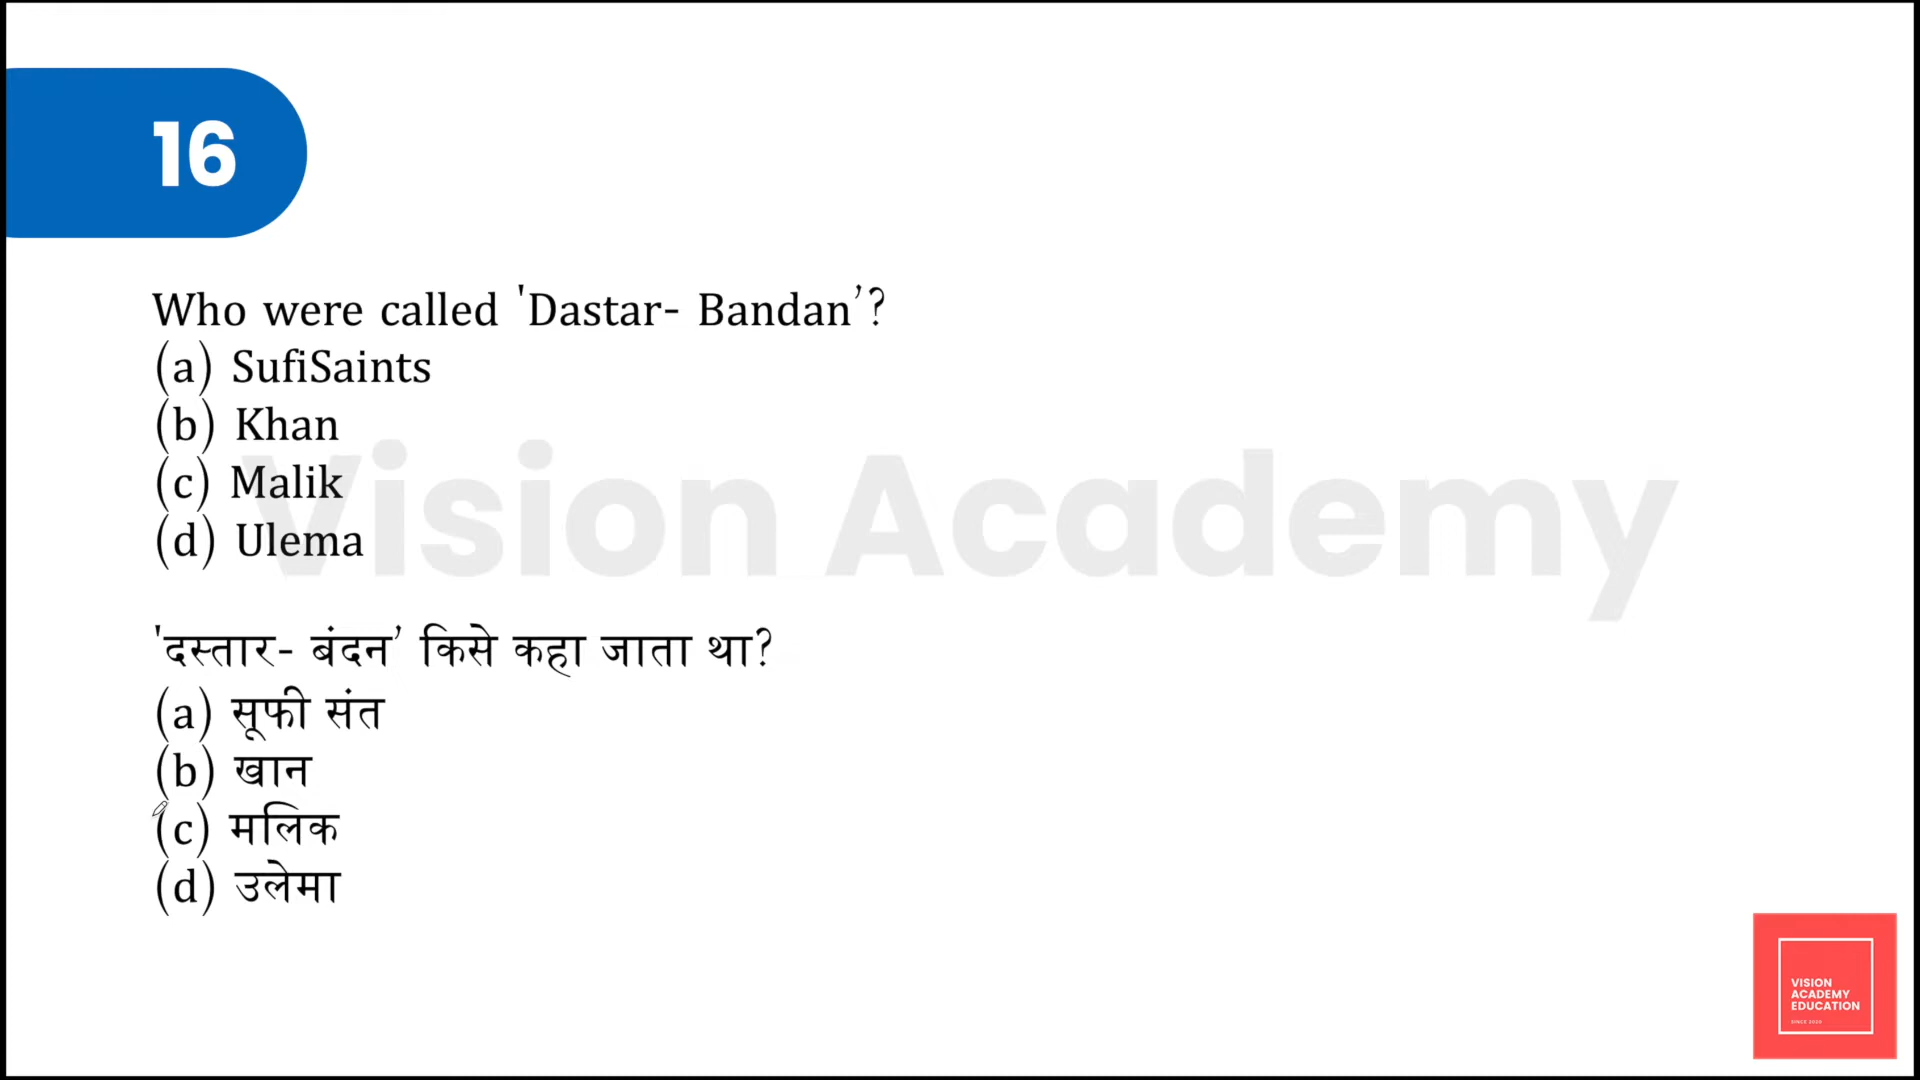 16
Who were called 'Dastar- Bandan’?
(a) SufiSaints
(b) Khan
(c) Malik
(d) Ulema
Vision Academy
'दस्तार- बंदन’ किसे कहा जाता था?
(a) सूफी संत
(b) खान
(c) मलिक
(d) उलेमा
VISION
ACADEMY
EDUCATION
SINCE 2020